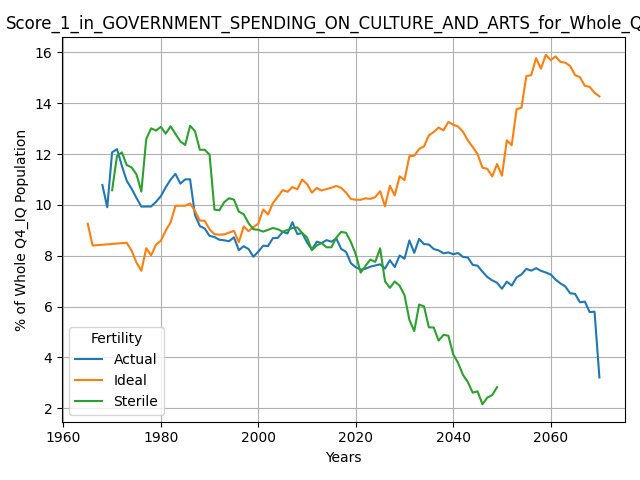 Score_1_in_GOVERNMENT_SPENDING_ON_CULTURE_AND_ARTS_for_Whole_Q
% of Whole Q4_IQ Population
16
14
12
10
8
6
4
2
Fertility
Actual
Ideal
Sterile
1960 1980 2000 2020 2040 2060
Years